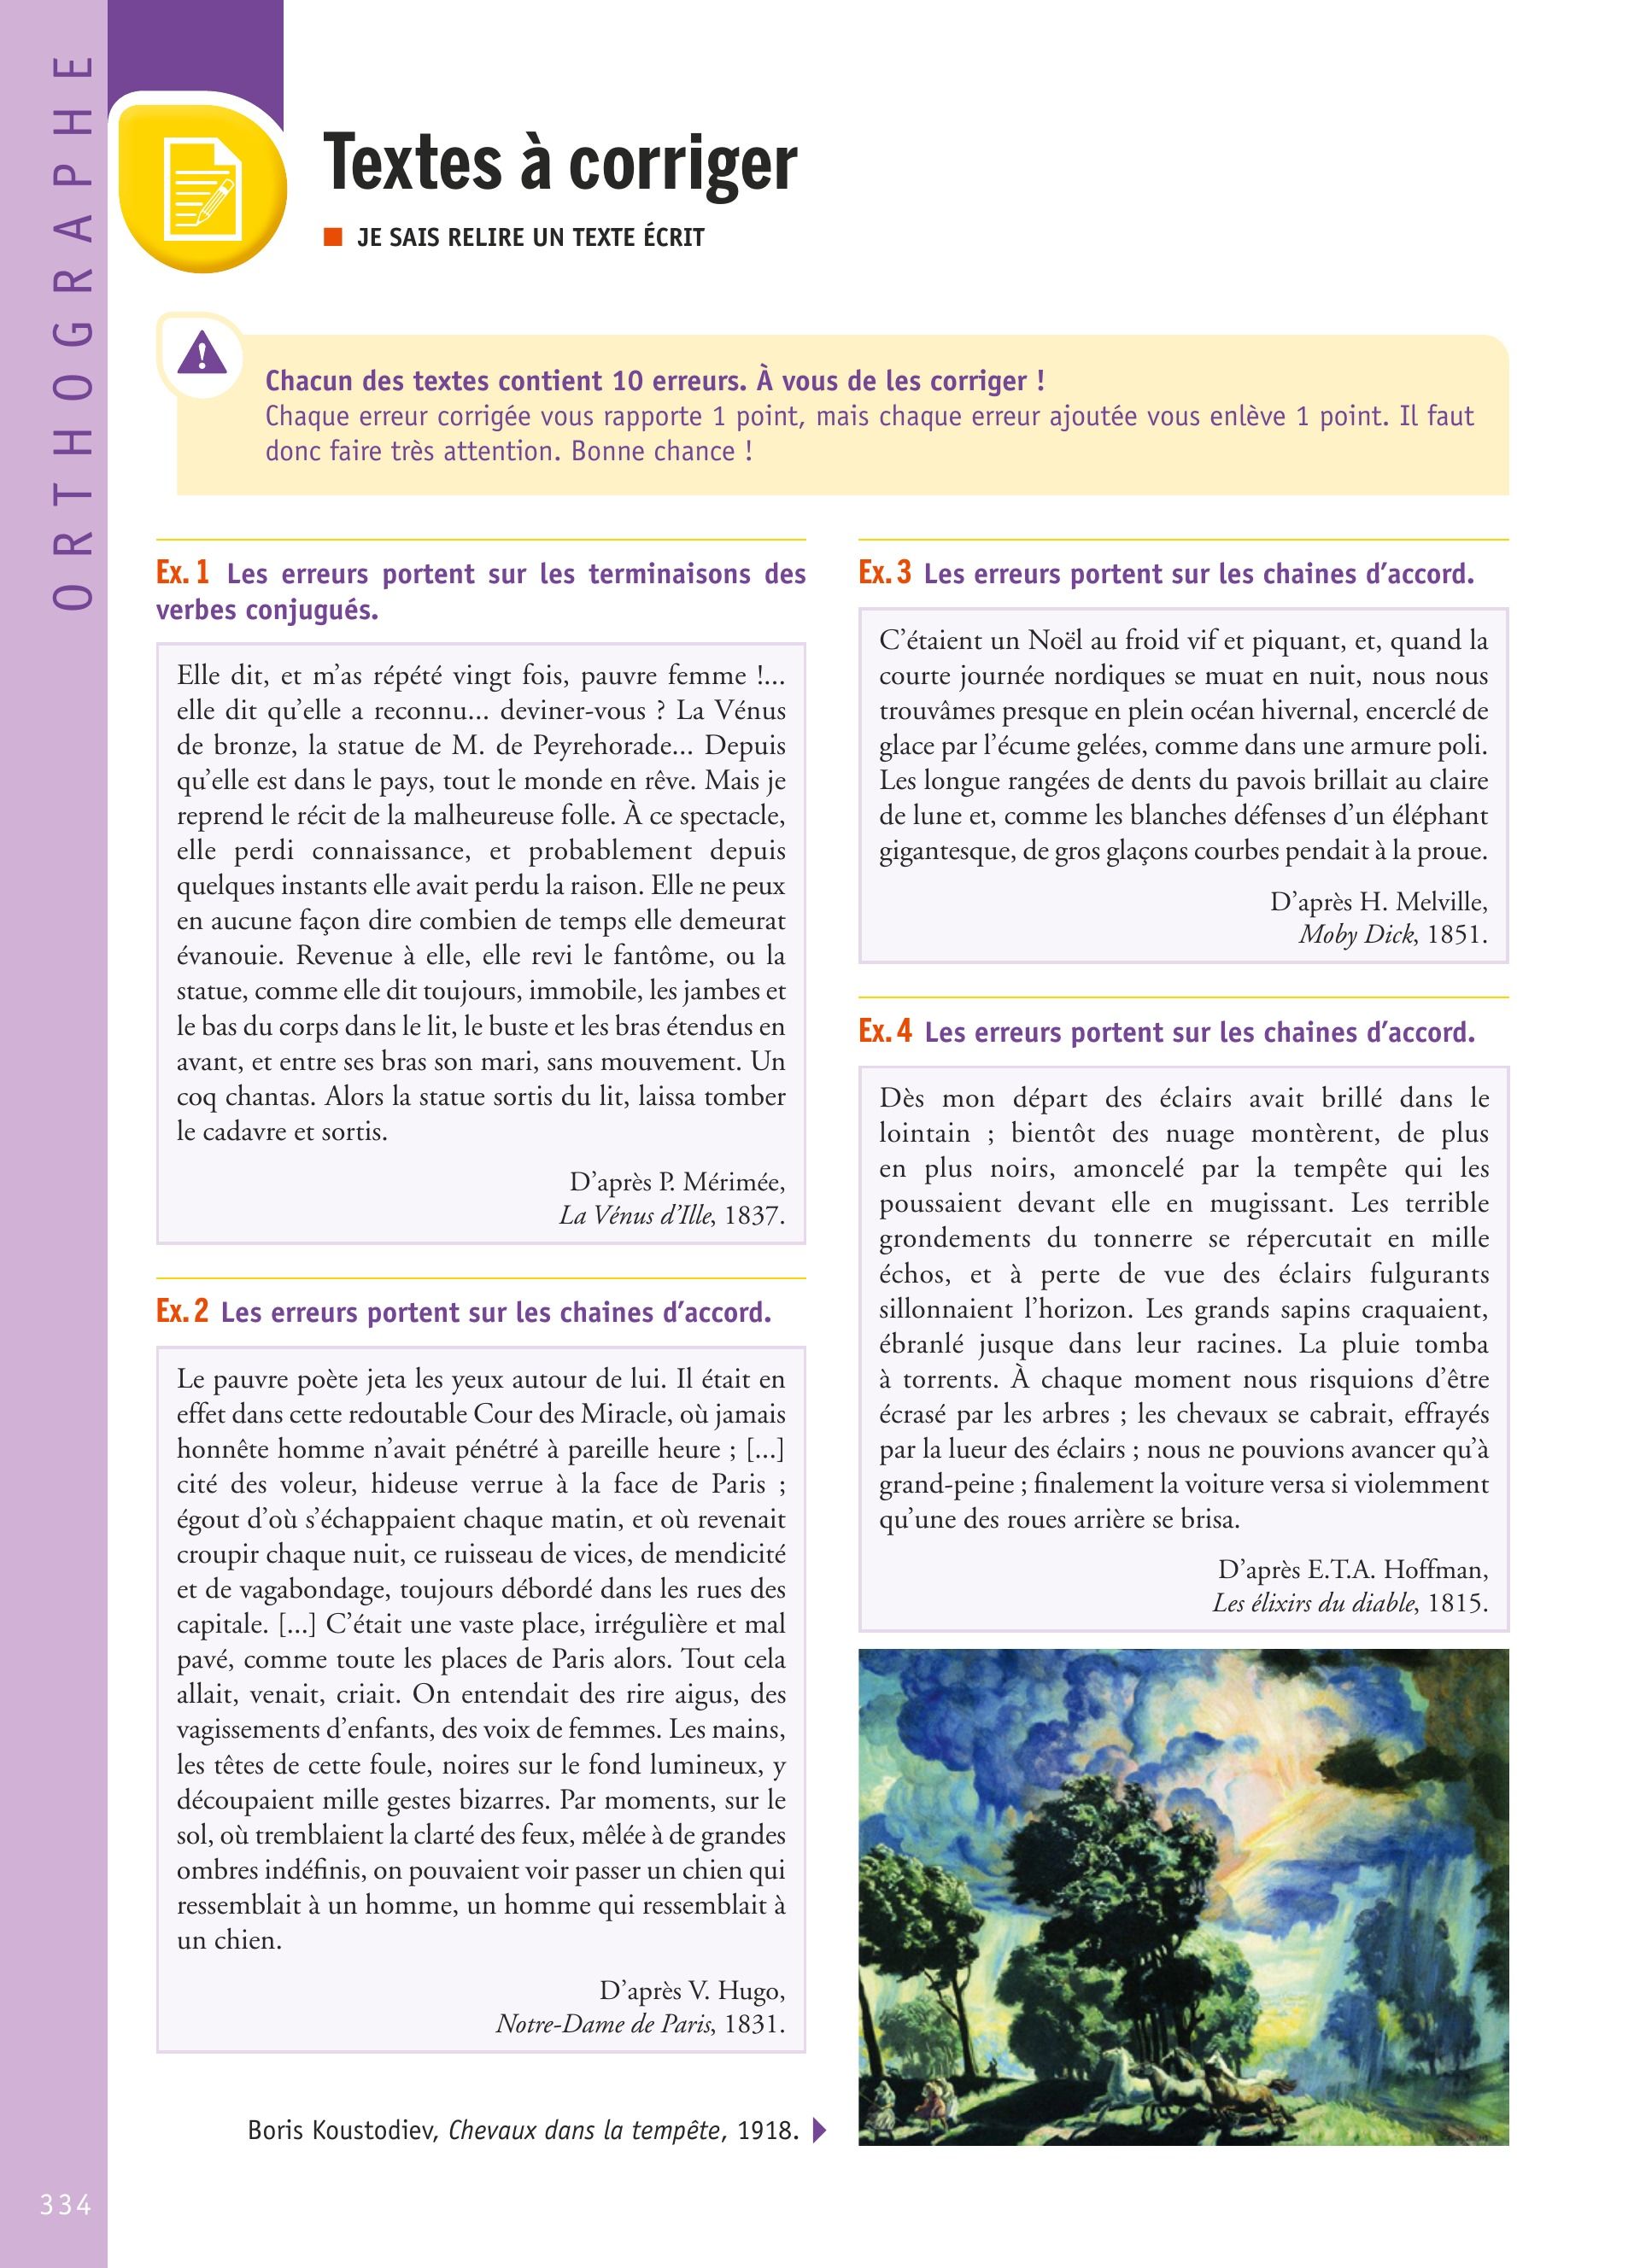 ORTHOGRAPHE
Textes à corriger
JE SAIS RELIRE UN TEXTE ÉCRIT
!
Chacun des textes contient 10 erreurs. À vous de les corriger !
Chaque erreur corrigée vous rapporte 1 point, mais chaque erreur ajoutée vous enlève 1 point. Il faut
donc faire très attention. Bonne chance !
Ex. 1 Les erreurs portent sur les terminaisons des
verbes conjugués.
Elle dit, et m’as répété vingt fois, pauvre femme !...
elle dit qu’elle a reconnu... deviner-vous ? La Vénus
de bronze, la statue de M. de Peyrehorade... Depuis
qu’elle est dans le pays, tout le monde en rêve. Mais je
reprend le récit de la malheureuse folle. À ce spectacle,
elle perdi connaissance, et probablement depuis
quelques instants elle avait perdu la raison. Elle ne peux
en aucune façon dire combien de temps elle demeurat
évanouie. Revenue à elle, elle revi le fantôme, ou la
statue, comme elle dit toujours, immobile, les jambes et
le bas du corps dans le lit, le buste et les bras étendus en
avant, et entre ses bras son mari, sans mouvement. Un
coq chantas. Alors la statue sortis du lit, laissa tomber
le cadavre et sortis.
D’après P. Mérimée,
La Vénus d’Ille, 1837.
Ex. 2 Les erreurs portent sur les chaines d’accord.
Le pauvre poète jeta les yeux autour de lui. Il était en
effet dans cette redoutable Cour des Miracle, où jamais
honnête homme n’avait pénétré à pareille heure ; [...]
cité des voleur, hideuse verrue à la face de Paris ;
égout d’où s’échappaient chaque matin, et où revenait
croupir chaque nuit, ce ruisseau de vices, de mendicité
et de vagabondage, toujours débordé dans les rues des
capitale. [...] C’était une vaste place, irrégulière et mal
pavé, comme toute les places de Paris alors. Tout cela
allait, venait, criait. On entendait des rire aigus, des
vagissements d’enfants, des voix de femmes. Les mains,
les têtes de cette foule, noires sur le fond lumineux, y
découpaient mille gestes bizarres. Par moments, sur le
sol, où tremblaient la clarté des feux, mêlée à de grandes
ombres indéfinis, on pouvaient voir passer un chien qui
ressemblait à un homme, un homme qui ressemblait à
un chien.
D’après V. Hugo,
Notre-Dame de Paris, 1831.
Ex. 3 Les erreurs portent sur les chaines d’accord.
C’étaient un Noël au froid vif et piquant, et, quand la
courte journée nordiques se muat en nuit, nous nous
trouvâmes presque en plein océan hivernal, encerclé de
glace par l’écume gelées, comme dans une armure poli.
Les longue rangées de dents du pavois brillait au claire
de lune et, comme les blanches défenses d’un éléphant
gigantesque, de gros glaçons courbes pendait à la proue.
D’après H. Melville,
Moby Dick, 1851.
Ex. 4 Les erreurs portent sur les chaines d’accord.
Dès mon départ des éclairs avait brillé dans le
lointain ; bientôt des nuage montèrent, de plus
en plus noirs, amoncelé par la tempête qui les
poussaient devant elle en mugissant. Les terrible
grondements du tonnerre se répercutait en mille
échos, et à perte de vue des éclairs fulgurants
sillonnaient l’horizon. Les grands sapins craquaient,
ébranlé jusque dans leur racines. La pluie tomba
à torrents. À chaque moment nous risquions d’être
écrasé par les arbres ; les chevaux se cabrait, effrayés
par la lueur des éclairs ; nous ne pouvions avancer qu’à
grand-peine ; finalement la voiture versa si violemment
qu’une des roues arrière se brisa.
D’après E.T.A. Hoffman,
Les élixirs du diable, 1815.
Boris Koustodiev, Chevaux dans la tempête, 1918.
334